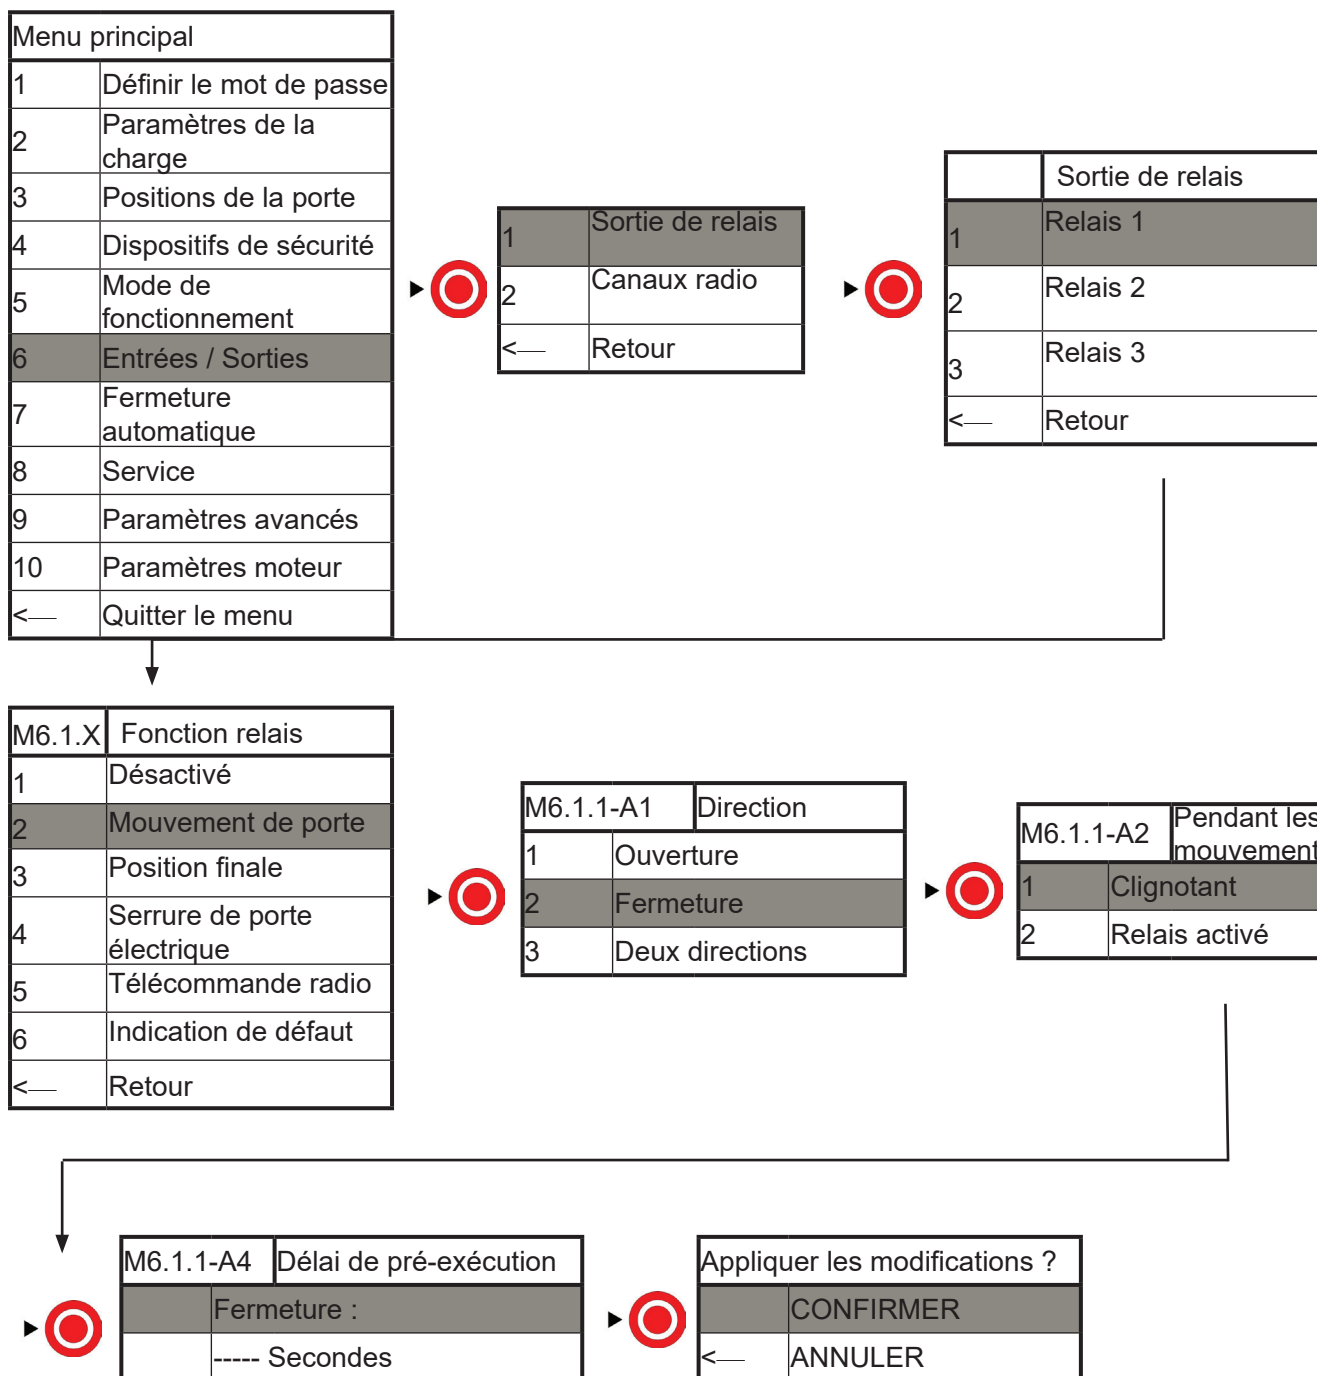 Menu principal
1 Définir le mot de passe
2 Paramètres de la
charge
3 Positions de la porte
4 Dispositifs de sécurité
5 Mode de
fonctionnement
6 Entrées / Sorties
7 Fermeture
automatique
8 Service
9 Paramètres avancés
10 Paramètres moteur
<— Quitter le menu
1 Sortie de relais
2 Canaux radio
<— Retour
Sortie de relais
1 Relais 1
2 Relais 2
3 Relais 3
<— Retour
M6.1.X Fonction relais
1 Désactivé
2 Mouvement de porte
3 Position finale
4 Serrure de porte
électrique
5 Télécommande radio
6 Indication de défaut
<— Retour
M6.1.1-A1 Direction
1 Ouverture
2 Fermeture
3 Deux directions
M6.1.1-A2 Pendant les
mouvement
1 Clignotant
2 Relais activé
M6.1.1-A4 Délai de pré-exécution
Fermeture :
----- Secondes
Appliquer les modifications ?
CONFIRMER
<— ANNULER